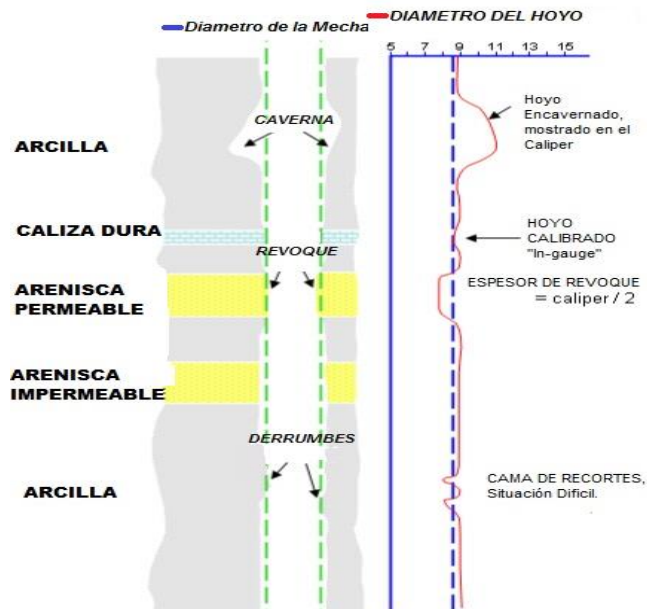 Diametro de la Mecha
DIAMETRO DEL HOYO
5 7 9 11 15
CAVERNA
ARCILLA
Hoyo
Encavernado,
mostrado en el
Caliper
CALIZA DURA
REVOQUE
HOYO
CALIBRADO
"In-gauge"
ARENISCA
PERMEABLE
ESPESOR DE REVOQUE
= caliper / 2
ARENISCA
IMPERMEABLE
DERRUMBES
ARCILLA
CAMA DE RECORTES,
Situación Dificil.